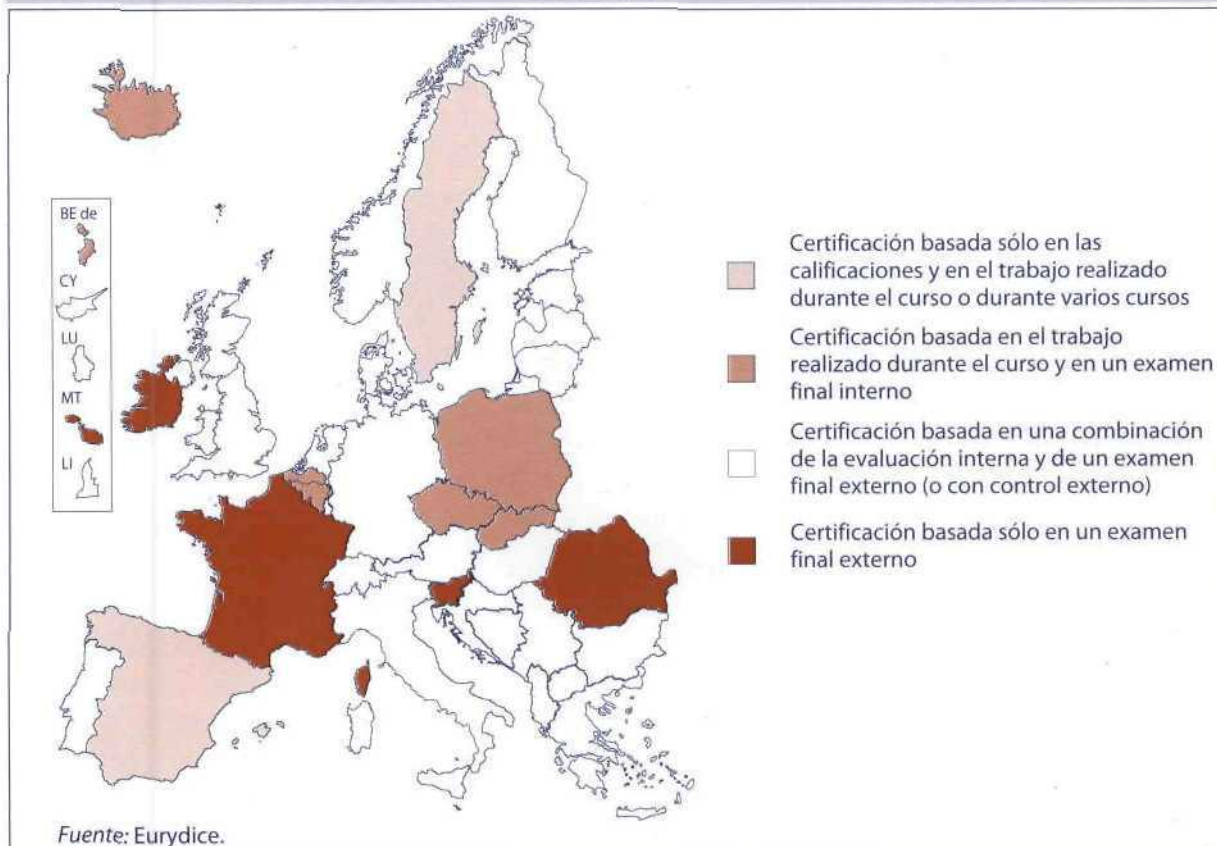 BE de
CY
LU
MT
LI
Certificación basada sólo en las
calificaciones y en el trabajo realizado
durante el curso o durante varios cursos
Certificación basada en el trabajo
realizado durante el curso y en un examen
final interno
Certificación basada en una combinación
de la evaluación interna y de un examen
final externo (o con control externo)
Certificación basada sólo en un examen
final externo
Fuente: Eurydice.